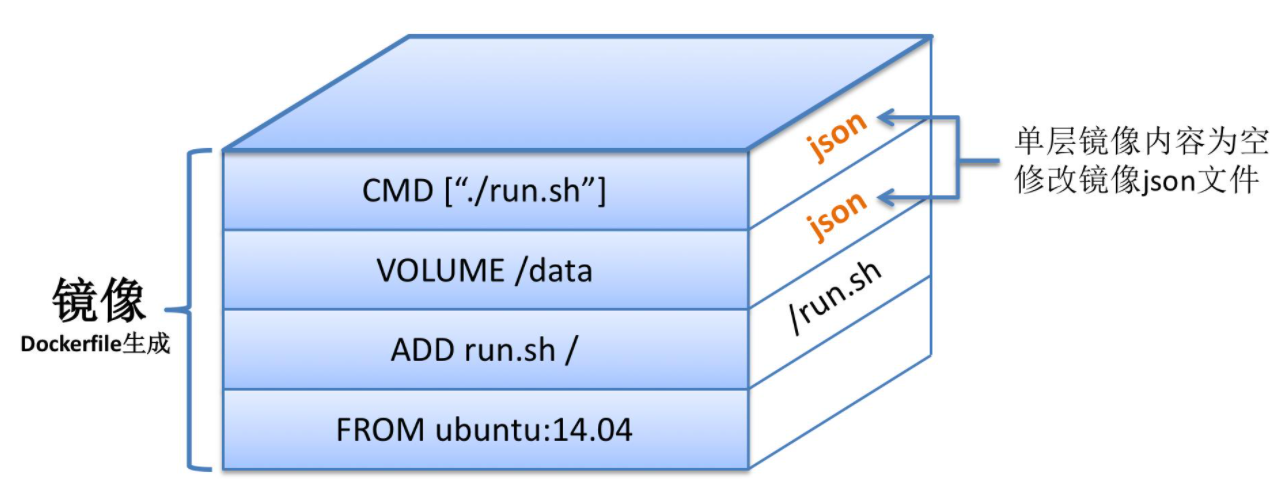 CMD [“./run.sh”]
VOLUME /data
ADD run.sh /
FROM ubuntu:14.04
json
json
/run.sh
镜像
Dockerfile生成
单层镜像内容为空
修改镜像json文件